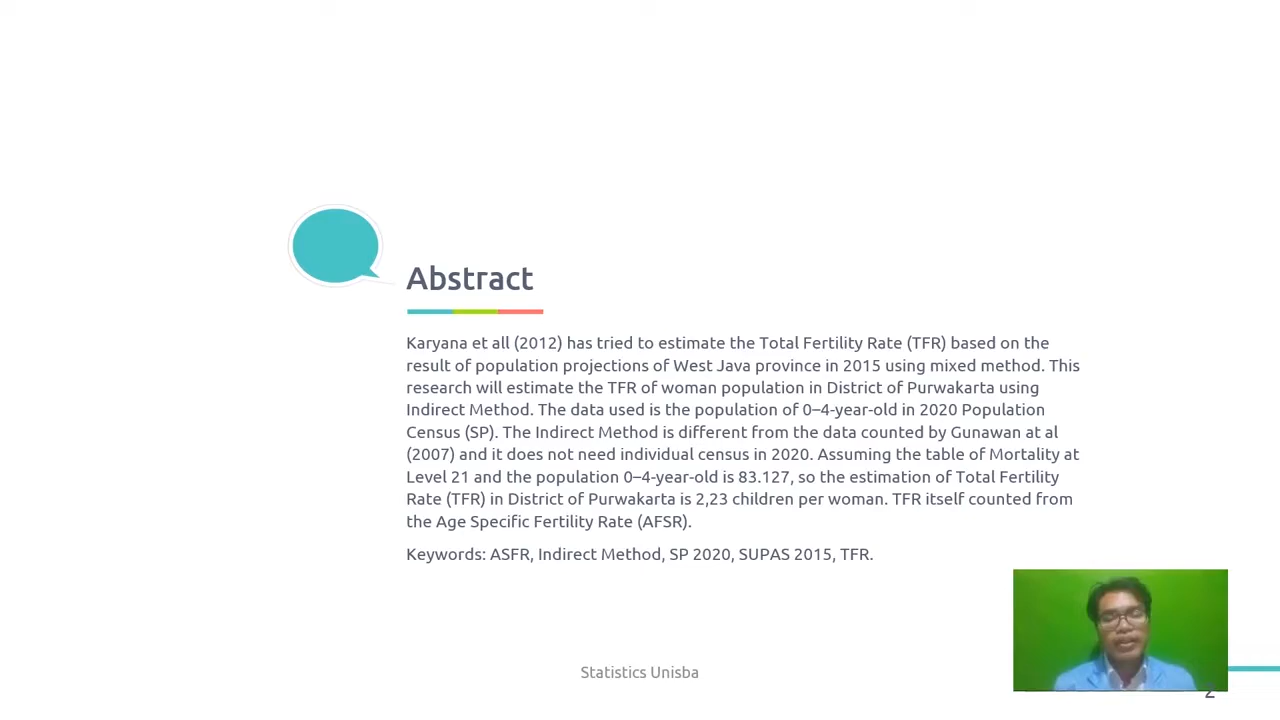 Abstract
Karyana et all (2012) has tried to estimate the Total Fertility Rate (TFR) based on the
result of population projections of West Java province in 2015 using mixed method. This
research will estimate the TFR of woman population in District of Purwakarta using
Indirect Method. The data used is the population of 0–4-year-old in 2020 Population
Census (SP). The Indirect Method is different from the data counted by Gunawan at al
(2007) and it does not need individual census in 2020. Assuming the table of Mortality at
Level 21 and the population 0–4-year-old is 83.127, so the estimation of Total Fertility
Rate (TFR) in District of Purwakarta is 2,23 children per woman. TFR itself counted from
the Age Specific Fertility Rate (AFSR).
Keywords: ASFR, Indirect Method, SP 2020, SUPAS 2015, TFR.
Statistics Unisba
2